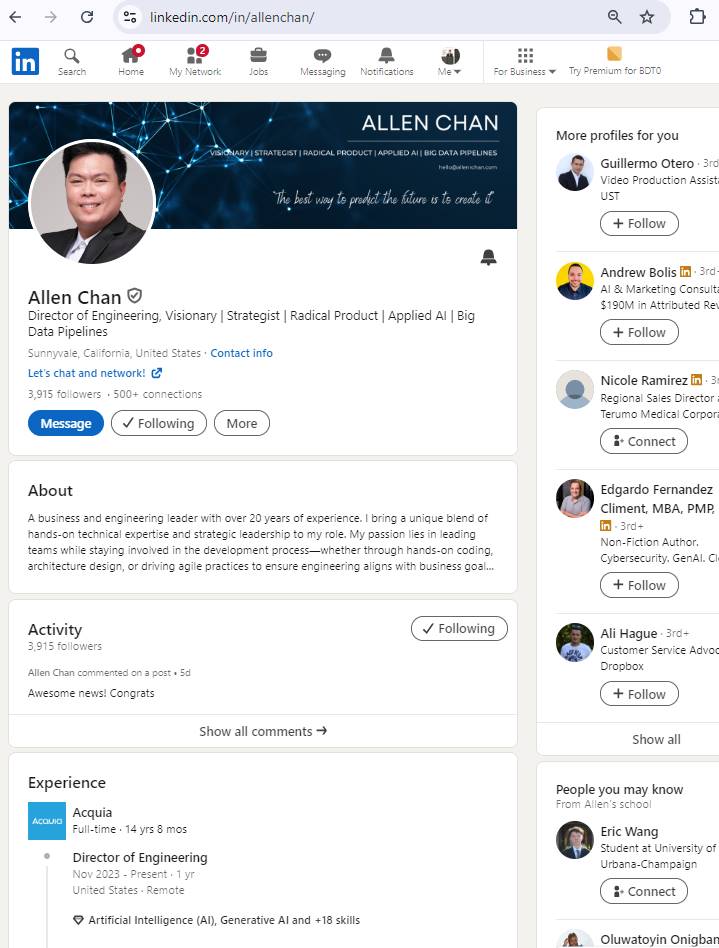 linkedin.com/in/allenchan/
in
Search
Home
2
My Network
Jobs
Messaging
Notifications
Me
For Business
Try Premium for BDT0
ALLEN CHAN
VISIONARY | STRATEGIST | RADICAL PRODUCT | APPLIED AI | BIG DATA PIPELINES
hello@allenchan.com
"The best way to predict the future is to create it"
Allen Chan
Director of Engineering, Visionary | Strategist | Radical Product | Applied AI | Big
Data Pipelines
Sunnyvale, California, United States · Contact info
Let's chat and network!
3,915 followers · 500+ connections
Message
Following
More
About
A business and engineering leader with over 20 years of experience. I bring a unique blend of
hands-on technical expertise and strategic leadership to my role. My passion lies in leading
teams while staying involved in the development process—whether through hands-on coding,
architecture design, or driving agile practices to ensure engineering aligns with business goal...
Activity
3,915 followers
Following
Allen Chan commented on a post • 5d
Awesome news! Congrats
Show all comments →
Experience
ACQUIA
Acquia
Full-time · 14 yrs 8 mos
Director of Engineering
Nov 2023 - Present · 1 yr
United States · Remote
Artificial Intelligence (AI), Generative AI and +18 skills
More profiles for you
Guillermo Otero · 3rd
Video Production Assista
UST
+ Follow
Andrew Bolis in · 3rd+
AI & Marketing Consulta
$190M in Attributed Rev
+ Follow
Nicole Ramirez in · 3r
Regional Sales Director a
Terumo Medical Corpora
Connect
Edgardo Fernandez
Climent, MBA, PMP,
in · 3rd+
Non-Fiction Author.
Cybersecurity. GenAI. Cl
+ Follow
Ali Hague · 3rd+
Customer Service Advoc
Dropbox
+ Follow
Show all
People you may know
From Allen's school
Eric Wang
Student at University of
Urbana-Champaign
Connect
Oluwatoyin Onigban